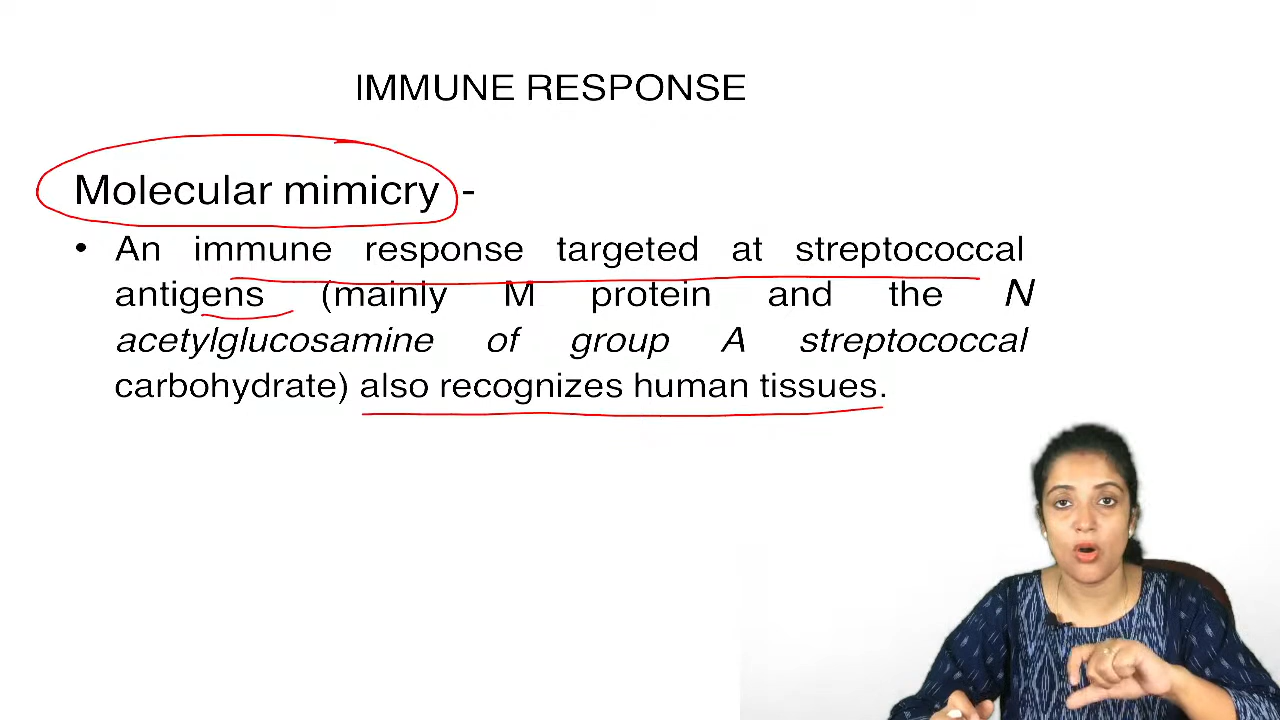 IMMUNE RESPONSE
Molecular mimicry -
• An immune response targeted at streptococcal
antigens (mainly M protein and the N
acetylglucosamine of group A streptococcal
carbohydrate) also recognizes human tissues.